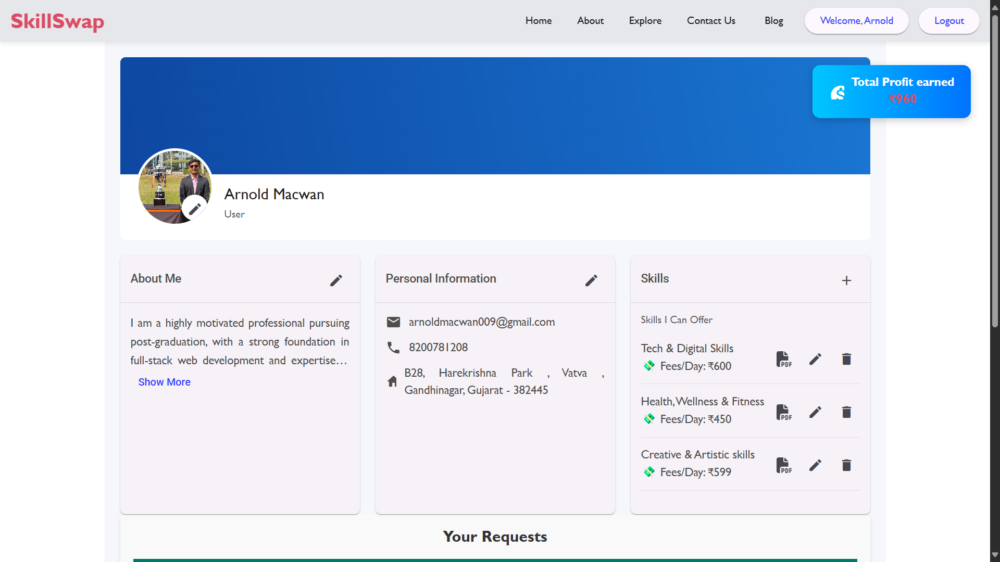 SkillSwap
Home
About
Explore
Contact Us
Blog
Welcome, Arnold
Logout
Total Profit earned
₹960
Arnold Macwan
User
About Me
I am a highly motivated professional pursuing
post-graduation, with a strong foundation in
full-stack web development and expertise…
Show More
Personal Information
arnoldmacwan009@gmail.com
8200781208
B28, Harekrishna Park , Vatva ,
Gandhinagar, Gujarat - 382445
Skills
Skills I Can Offer
Tech & Digital Skills
PDF
💸 Fees/Day: ₹600
Health, Wellness & Fitness
PDF
💸 Fees/Day: ₹450
Creative & Artistic skills
PDF
💸 Fees/Day: ₹599
Your Requests